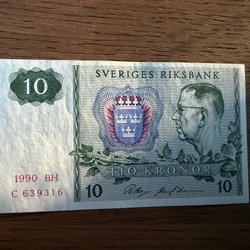 10
SVERIGES RIKSBANK
1990 BH
C 639316
TIO KRONOR
10
10